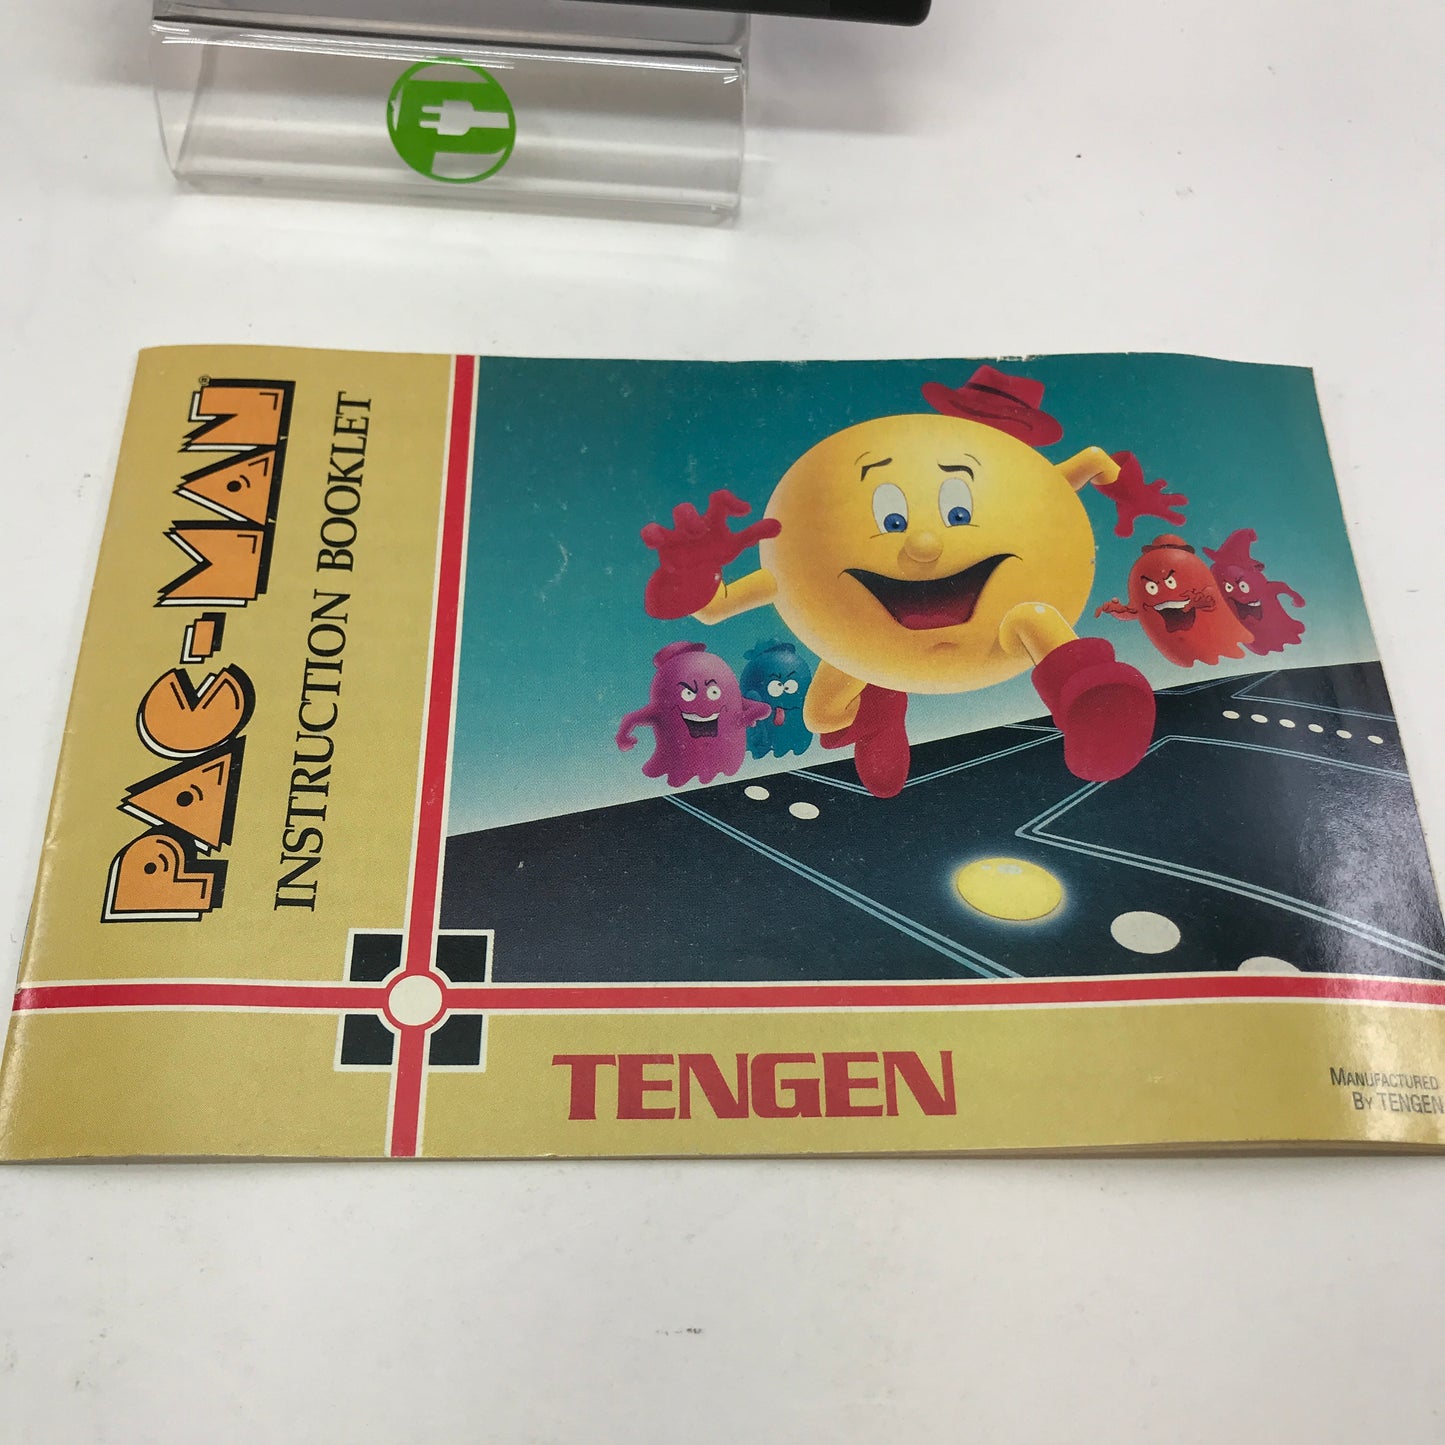 PAC-MAN®
INSTRUCTION BOOKLET
TENGEN
MANUFACTURED
BY TENGEN